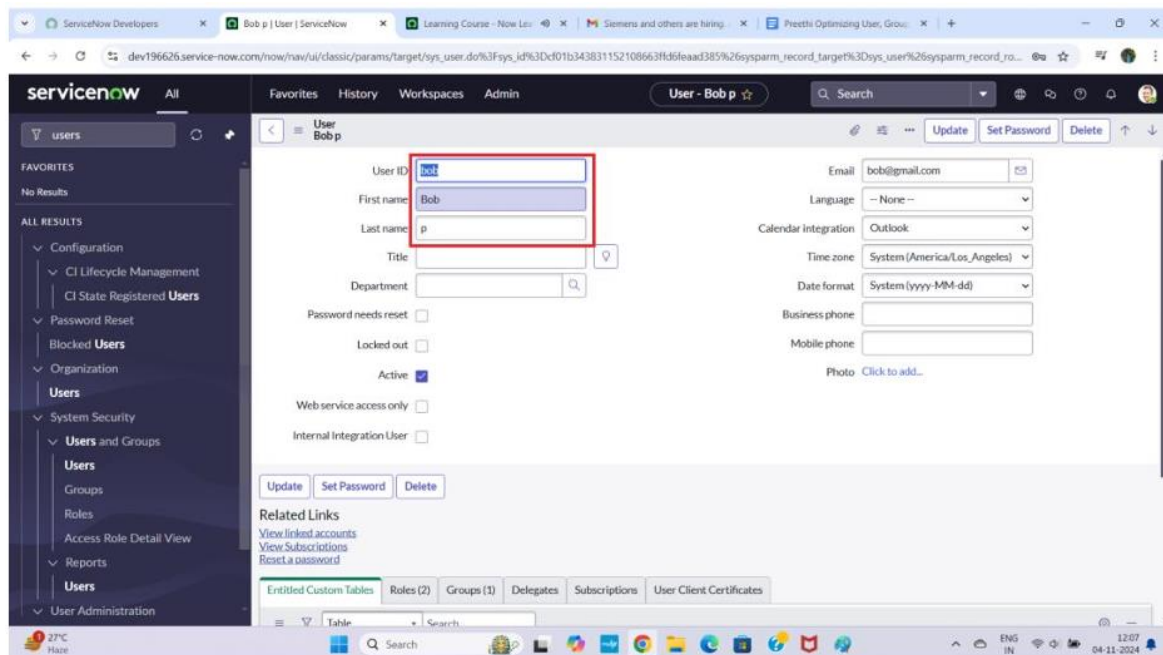 ServiceNow Developers
Bob p | User | ServiceNow
Learning Course - Now Lea
Siemens and others are hiring.
Preethi Optimizing User, Group
dev196626.service-now.com/now/nav/ui/classic/params/target/sys_user.do%3Fsys_id%3Dcf01b343831152108663ffd6feaad385%26sysparm_record_target%3Dsys_user%26sysparm_record_ro...
servicenow All Favorites History Workspaces Admin User - Bob p Search
users
User
Bob p
Update Set Password Delete
FAVORITES
No Results
ALL RESULTS
Configuration
CI Lifecycle Management
CI State Registered Users
Password Reset
Blocked Users
Organization
Users
System Security
Users and Groups
Users
Groups
Roles
Access Role Detail View
Reports
Users
User Administration
User ID bob
First name Bob
Last name p
Title
Department
Password needs reset
Locked out
Active
Web service access only
Internal Integration User
Email bob@gmail.com
Language -- None --
Calendar integration Outlook
Time zone System (America/Los_Angeles)
Date format System (yyyy-MM-dd)
Business phone
Mobile phone
Photo Click to add...
Update Set Password Delete
Related Links
View linked accounts
View Subscriptions
Reset a password
Entitled Custom Tables Roles (2) Groups (1) Delegates Subscriptions User Client Certificates
Table Search
27°C
Haze
Search
ENG
IN
12:07
04-11-2024